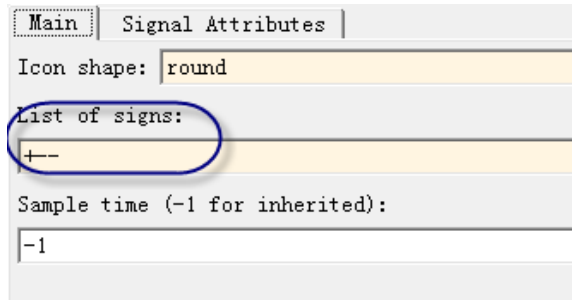 Main Signal Attributes
Icon shape: round
List of signs:
+--
Sample time (-1 for inherited):
-1